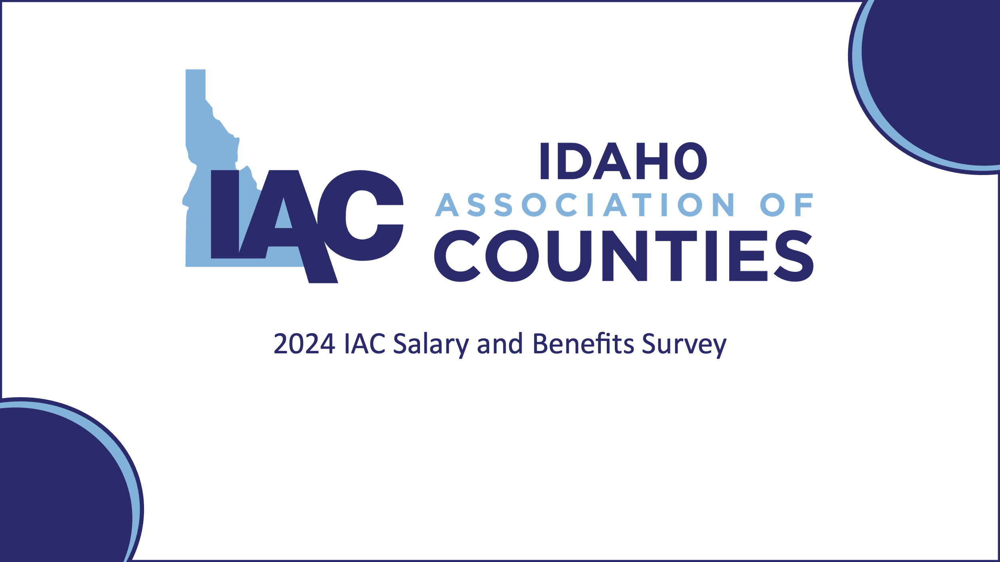 IAC
IDAHO
ASSOCIATION OF
COUNTIES
2024 IAC Salary and Benefits Survey